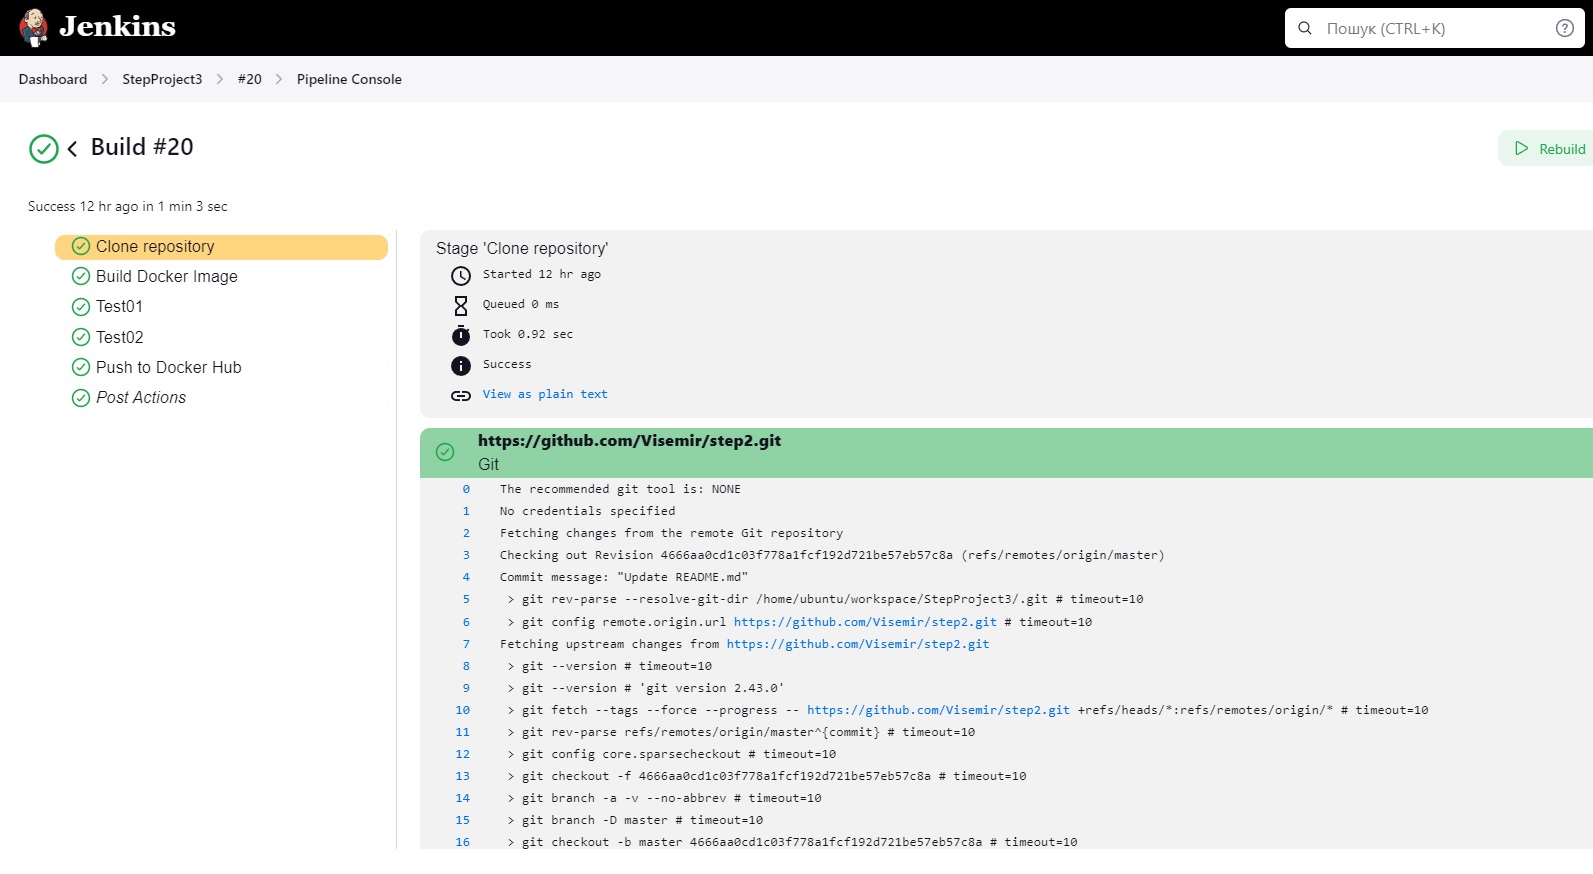 Jenkins
Пошук (CTRL+K)
Dashboard > StepProject3 > #20 > Pipeline Console
Build #20
Rebuild
Success 12 hr ago in 1 min 3 sec
Clone repository
Build Docker Image
Test01
Test02
Push to Docker Hub
Post Actions
Stage 'Clone repository'
Started 12 hr ago
Queued 0 ms
Took 0.92 sec
Success
View as plain text
https://github.com/Visemir/step2.git
Git
0 The recommended git tool is: NONE
1 No credentials specified
2 Fetching changes from the remote Git repository
3 Checking out Revision 4666aa0cd1c03f778a1fcf192d721be57eb57c8a (refs/remotes/origin/master)
4 Commit message: "Update README.md"
5 > git rev-parse --resolve-git-dir /home/ubuntu/workspace/StepProject3/.git # timeout=10
6 > git config remote.origin.url https://github.com/Visemir/step2.git # timeout=10
7 Fetching upstream changes from https://github.com/Visemir/step2.git
8 > git --version # timeout=10
9 > git --version # 'git version 2.43.0'
10 > git fetch --tags --force --progress -- https://github.com/Visemir/step2.git +refs/heads/*:refs/remotes/origin/* # timeout=10
11 > git rev-parse refs/remotes/origin/master^{commit} # timeout=10
12 > git config core.sparsecheckout # timeout=10
13 > git checkout -f 4666aa0cd1c03f778a1fcf192d721be57eb57c8a # timeout=10
14 > git branch -a -v --no-abbrev # timeout=10
15 > git branch -D master # timeout=10
16 > git checkout -b master 4666aa0cd1c03f778a1fcf192d721be57eb57c8a # timeout=10